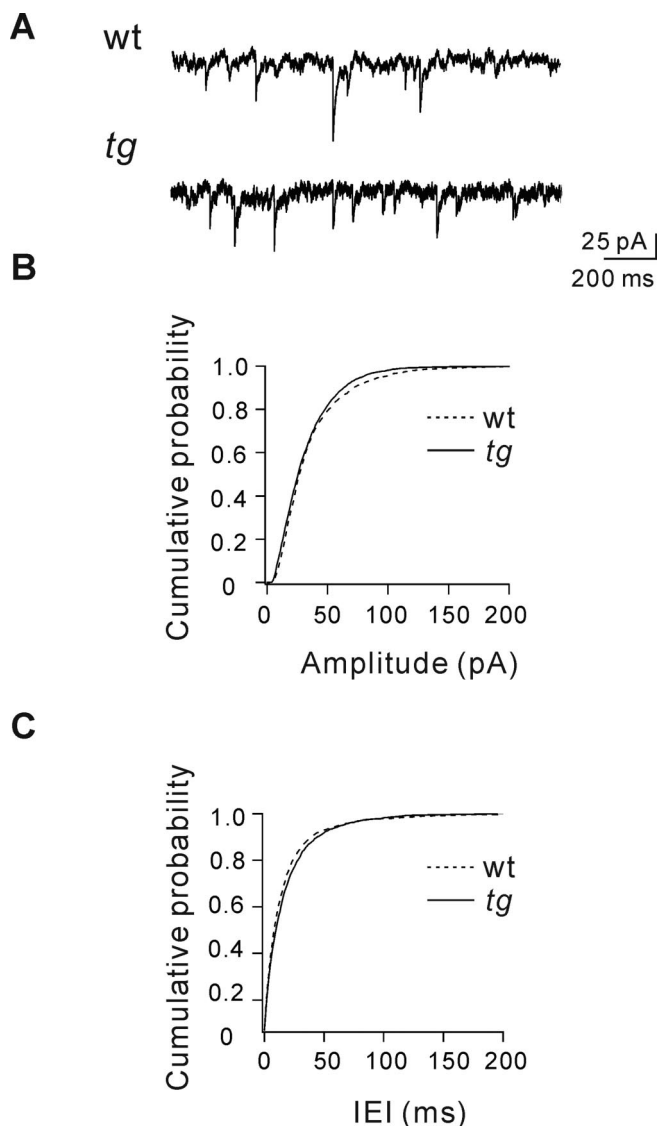 A
wt
tg
25 pA
200 ms
B
Cumulative probability
1.0
0.8
0.6
0.4
0.2
0
wt
tg
0 50 100 150 200
Amplitude (pA)
C
Cumulative probability
1.0
0.8
0.6
0.4
0.2
0
wt
tg
0 50 100 150 200
IEI (ms)